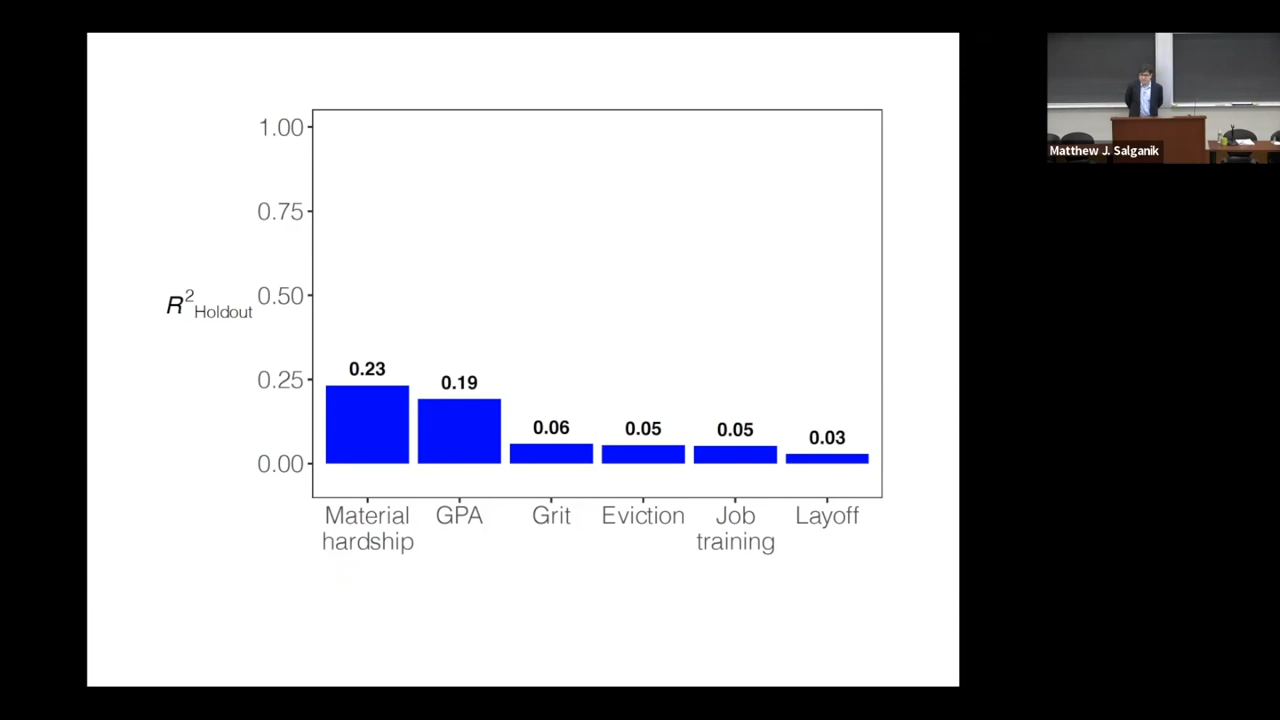 1.00
0.75
R²Holdout 0.50
0.25
0.00
0.23
0.19
0.06
0.05
0.05
0.03
Material hardship
GPA
Grit
Eviction
Job training
Layoff
Matthew J. Salganik